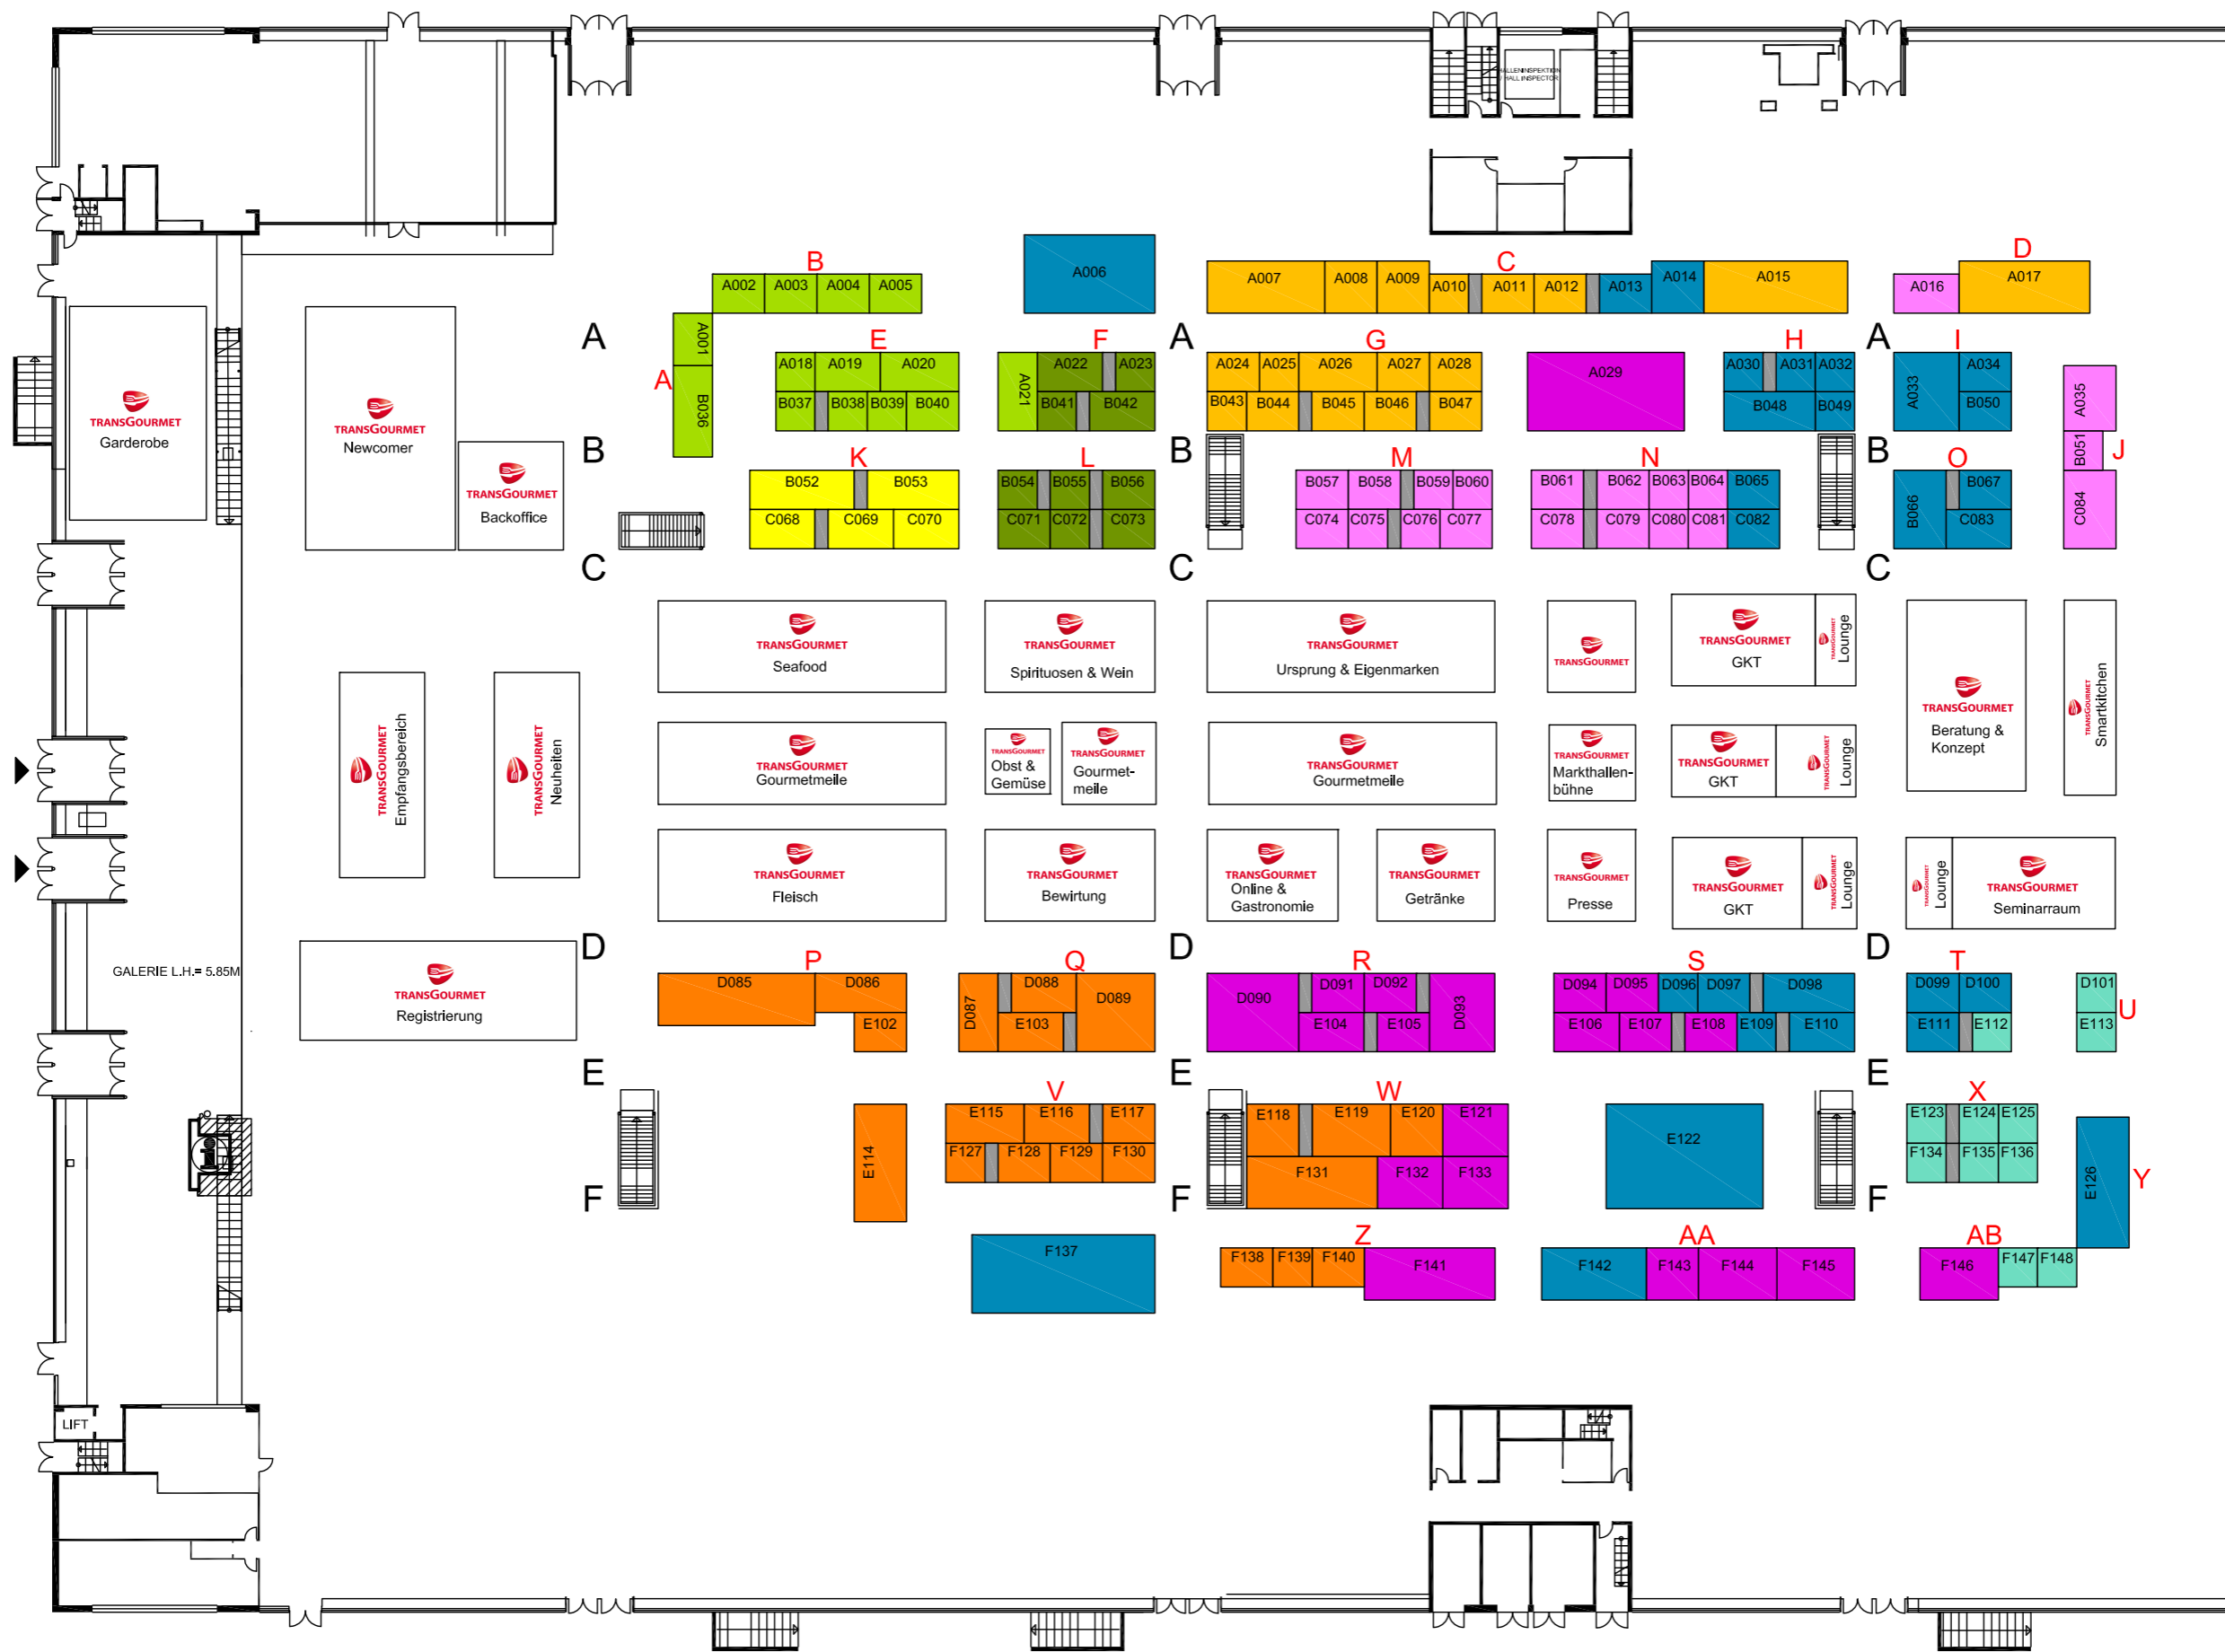 HALLENINSPEKTION
/ HALL INSPECTOR
B
C
D
A006
A007
A008
A009
A010
A011
A012
A013
A014
A015
A016
A017
A002
A003
A004
A005
A001
A
B036
A
A
A
E
F
G
H
I
A018
A019
A020
A021
A022
A023
A024
A025
A026
A027
A028
A029
A030
A031
A032
A033
A034
A035
B037
B038
B039
B040
B041
B042
B043
B044
B045
B046
B047
B048
B049
B050
B051
J
TRANSGOURMET
Garderobe
TRANSGOURMET
Newcomer
TRANSGOURMET
Backoffice
B
B
B
K
L
M
N
O
B052
B053
B054
B055
B056
B057
B058
B059
B060
B061
B062
B063
B064
B065
B066
B067
C068
C069
C070
C071
C072
C073
C074
C075
C076
C077
C078
C079
C080
C081
C082
C083
C084
C
C
C
TRANSGOURMET
Seafood
TRANSGOURMET
Spirituosen & Wein
TRANSGOURMET
Ursprung & Eigenmarken
TRANSGOURMET
TRANSGOURMET
GKT
TRANSGOURMET
Lounge
TRANSGOURMET
Beratung &
Konzept
TRANSGOURMET
Smartkitchen
TRANSGOURMET
Empfangsbereich
TRANSGOURMET
Neuheiten
TRANSGOURMET
Gourmetmeile
TRANSGOURMET
Obst &
Gemüse
TRANSGOURMET
Gourmet-
meile
TRANSGOURMET
Gourmetmeile
TRANSGOURMET
Markthallen-
bühne
TRANSGOURMET
GKT
TRANSGOURMET
Lounge
TRANSGOURMET
Fleisch
TRANSGOURMET
Bewirtung
TRANSGOURMET
Online &
Gastronomie
TRANSGOURMET
Getränke
TRANSGOURMET
Presse
TRANSGOURMET
GKT
TRANSGOURMET
Lounge
TRANSGOURMET
Lounge
TRANSGOURMET
Seminarraum
GALERIE L.H.= 5.85M
TRANSGOURMET
Registrierung
D
D
D
P
Q
R
S
T
D085
D086
D087
D088
D089
D090
D091
D092
D093
D094
D095
D096
D097
D098
D099
D100
D101
U
E102
E103
E104
E105
E106
E107
E108
E109
E110
E111
E112
E113
E
E
E
V
W
X
E114
E115
E116
E117
E118
E119
E120
E121
E122
E123
E124
E125
E126
Y
F127
F128
F129
F130
F131
F132
F133
F134
F135
F136
F
F
F
Z
AA
AB
F137
F138
F139
F140
F141
F142
F143
F144
F145
F146
F147
F148
LIFT